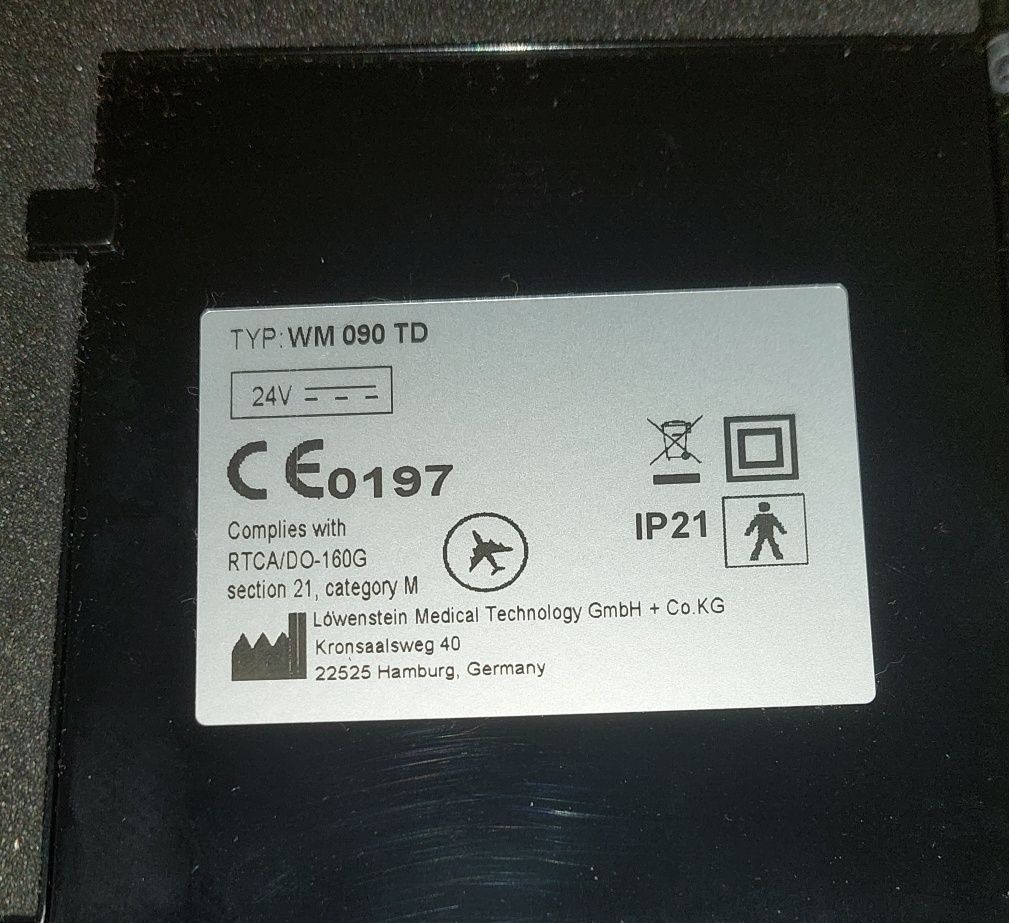 TYP: WM 090 TD
24V
CE0197
Complies with
RTCA/DO-160G
section 21, category M
IP21
Löwenstein Medical Technology GmbH + Co.KG
Kronsaalsweg 40
22525 Hamburg, Germany